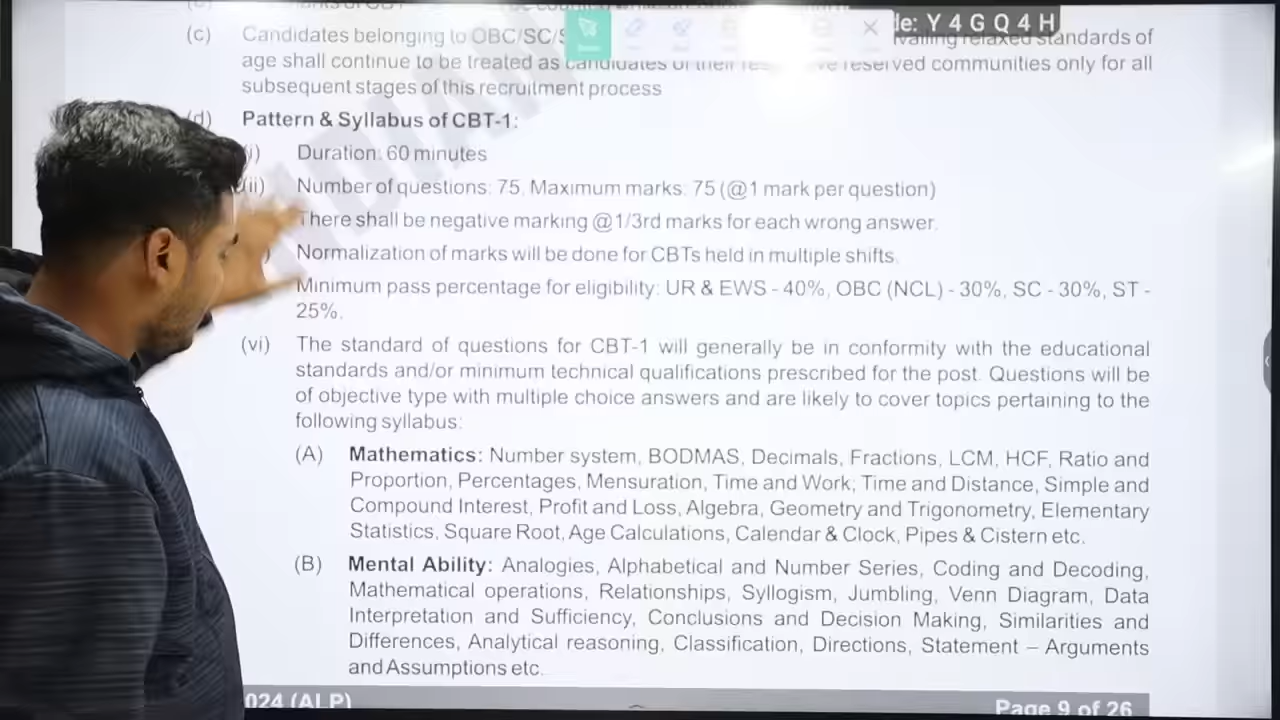 le: Y 4 G Q 4 H
(c) Candidates belonging to OBC/SC/S standards of
age shall continue to be treated as candidates of their reserved communities only for all
subsequent stages of this recruitment process
(d) Pattern & Syllabus of CBT-1:
(i) Duration: 60 minutes
(ii) Number of questions: 75, Maximum marks: 75 (@1 mark per question)
There shall be negative marking @1/3rd marks for each wrong answer.
Normalization of marks will be done for CBTs held in multiple shifts.
Minimum pass percentage for eligibility: UR & EWS - 40%, OBC (NCL) - 30%, SC - 30%, ST -
25%.
(vi) The standard of questions for CBT-1 will generally be in conformity with the educational
standards and/or minimum technical qualifications prescribed for the post. Questions will be
of objective type with multiple choice answers and are likely to cover topics pertaining to the
following syllabus:
(A) Mathematics: Number system, BODMAS, Decimals, Fractions, LCM, HCF, Ratio and
Proportion, Percentages, Mensuration, Time and Work; Time and Distance, Simple and
Compound Interest, Profit and Loss, Algebra, Geometry and Trigonometry, Elementary
Statistics, Square Root, Age Calculations, Calendar & Clock, Pipes & Cistern etc.
(B) Mental Ability: Analogies, Alphabetical and Number Series, Coding and Decoding,
Mathematical operations, Relationships, Syllogism, Jumbling, Venn Diagram, Data
Interpretation and Sufficiency, Conclusions and Decision Making, Similarities and
Differences, Analytical reasoning, Classification, Directions, Statement – Arguments
and Assumptions etc.
024 (ALP) Page 9 of 26